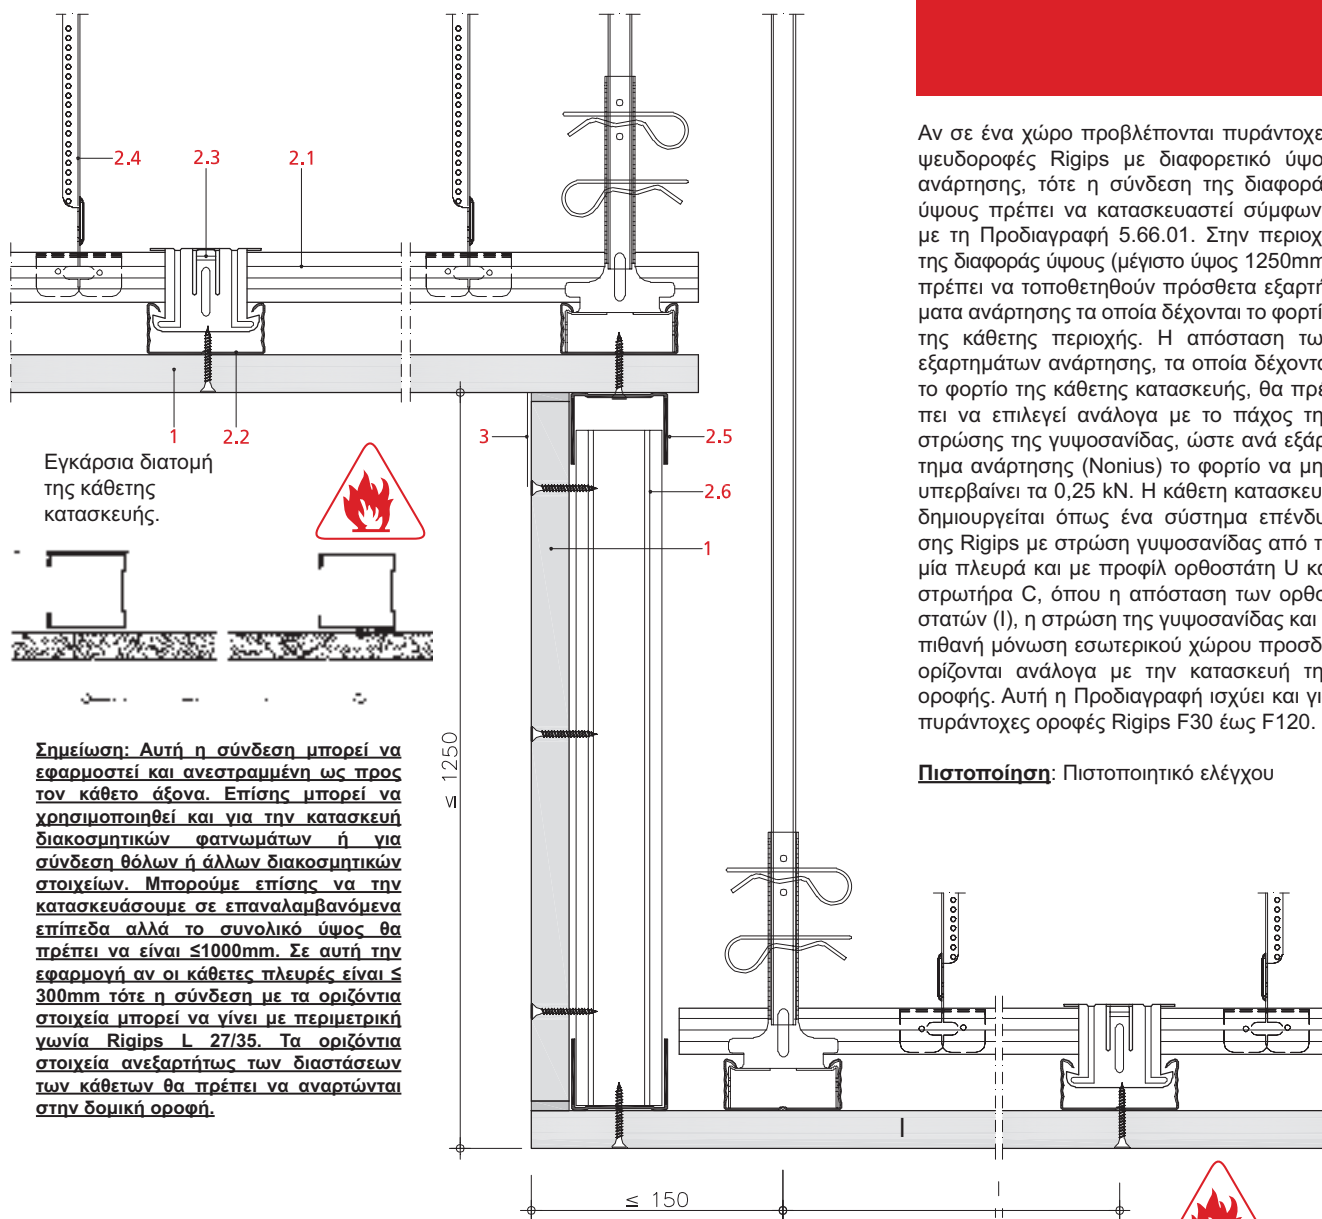 2.4
2.3
2.1
1
2.2
3
2.5
2.6
1
Εγκάρσια διατομή
της κάθετης
κατασκευής.
Σημείωση: Αυτή η σύνδεση μπορεί να
εφαρμοστεί και ανεστραμμένη ως προς
τον κάθετο άξονα. Επίσης μπορεί να
χρησιμοποιηθεί και για την κατασκευή
διακοσμητικών φατνωμάτων ή για
σύνδεση θόλων ή άλλων διακοσμητικών
στοιχείων. Μπορούμε επίσης να την
κατασκευάσουμε σε επαναλαμβανόμενα
επίπεδα αλλά το συνολικό ύψος θα
πρέπει να είναι ≤1000mm. Σε αυτή την
εφαρμογή αν οι κάθετες πλευρές είναι ≤
300mm τότε η σύνδεση με τα οριζόντια
στοιχεία μπορεί να γίνει με περιμετρική
γωνία Rigips L 27/35. Τα οριζόντια
στοιχεία ανεξαρτήτως των διαστάσεων
των κάθετων θα πρέπει να αναρτώνται
στην δομική οροφή.
≤ 1250
≤ 150
l
l
Αν σε ένα χώρο προβλέπονται πυράντοχε
ψευδοροφές Rigips με διαφορετικό ύψο
ανάρτησης, τότε η σύνδεση της διαφορά
ύψους πρέπει να κατασκευαστεί σύμφων
με τη Προδιαγραφή 5.66.01. Στην περιοχ
της διαφοράς ύψους (μέγιστο ύψος 1250mm
πρέπει να τοποθετηθούν πρόσθετα εξαρτή
ματα ανάρτησης τα οποία δέχονται το φορτί
της κάθετης περιοχής. Η απόσταση τω
εξαρτημάτων ανάρτησης, τα οποία δέχοντα
το φορτίο της κάθετης κατασκευής, θα πρέ
πει να επιλεγεί ανάλογα με το πάχος τη
στρώσης της γυψοσανίδας, ώστε ανά εξάρ
τημα ανάρτησης (Nonius) το φορτίο να μη
υπερβαίνει τα 0,25 kN. Η κάθετη κατασκευ
δημιουργείται όπως ένα σύστημα επένδυ
σης Rigips με στρώση γυψοσανίδας από τ
μία πλευρά και με προφίλ ορθοστάτη U κα
στρωτήρα C, όπου η απόσταση των ορθο
στατών (l), η στρώση της γυψοσανίδας και
πιθανή μόνωση εσωτερικού χώρου προσδ
ορίζονται ανάλογα με την κατασκευή τη
οροφής. Αυτή η Προδιαγραφή ισχύει και γι
πυράντοχες οροφές Rigips F30 έως F120.
Πιστοποίηση: Πιστοποιητικό ελέγχου